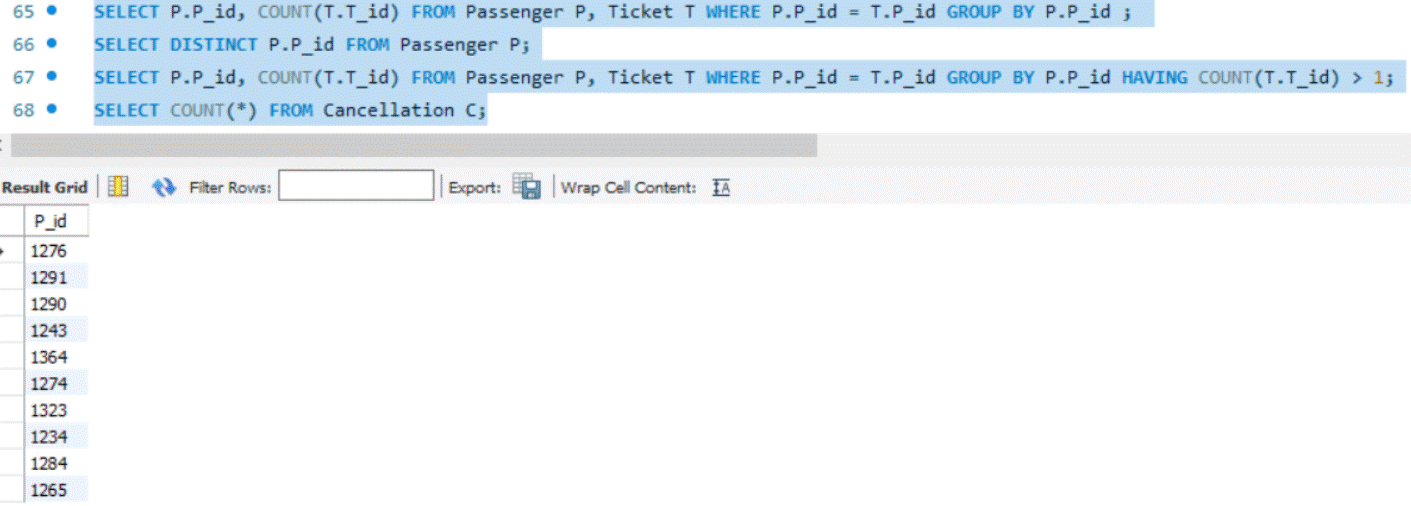 65 SELECT P.P_id, COUNT(T.T_id) FROM Passenger P, Ticket T WHERE P.P_id = T.P_id GROUP BY P.P_id ;
66 SELECT DISTINCT P.P_id FROM Passenger P;
67 SELECT P.P_id, COUNT(T.T_id) FROM Passenger P, Ticket T WHERE P.P_id = T.P_id GROUP BY P.P_id HAVING COUNT(T.T_id) > 1;
68 SELECT COUNT(*) FROM Cancellation C;
Result Grid Filter Rows: Export: Wrap Cell Content: IA
P_id
1276
1291
1290
1243
1364
1274
1323
1234
1284
1265